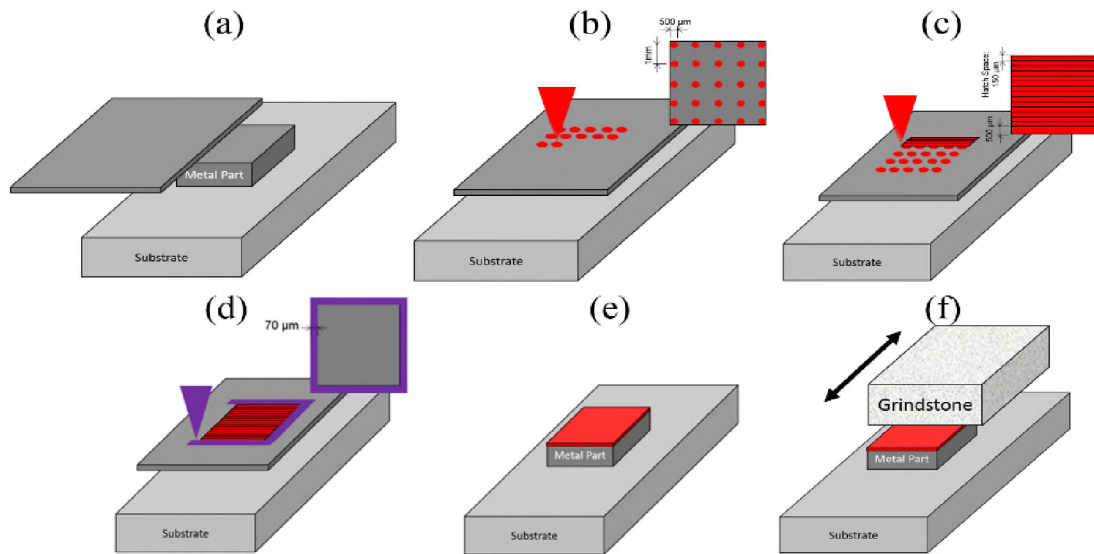 (a)
Metal Part
Substrate
(b)
500 µm
1mm
Substrate
(c)
Hatch Space:
150 µm
500 µm
Substrate
(d)
70 µm
Substrate
(e)
Metal Part
Substrate
(f)
Grindstone
Metal Part
Substrate